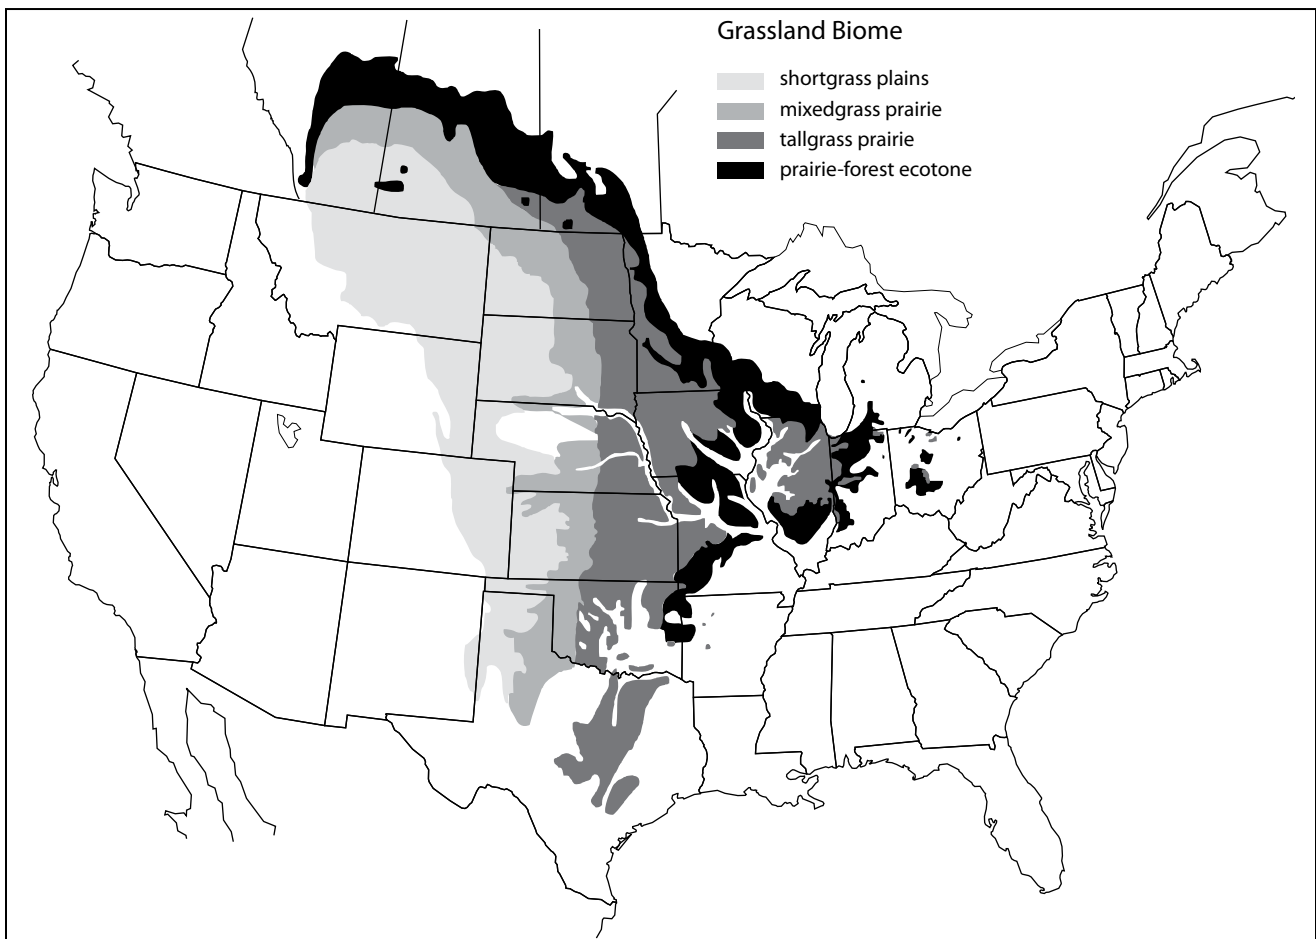 Grassland Biome
shortgrass plains
mixedgrass prairie
tallgrass prairie
prairie-forest ecotone